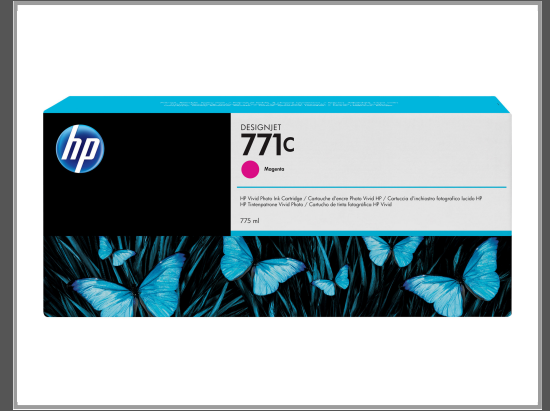 hp
DESIGNJET
771C
Magenta
HP Vivid Photo Ink Cartridge / Cartouche d'encre Photo Vivid HP / Cartuccia d'inchiostro fotografico lucido HP
HP Tintenpatrone Vivid Photo / Cartucho de tinta fotográfica HP Vivid
775 ml